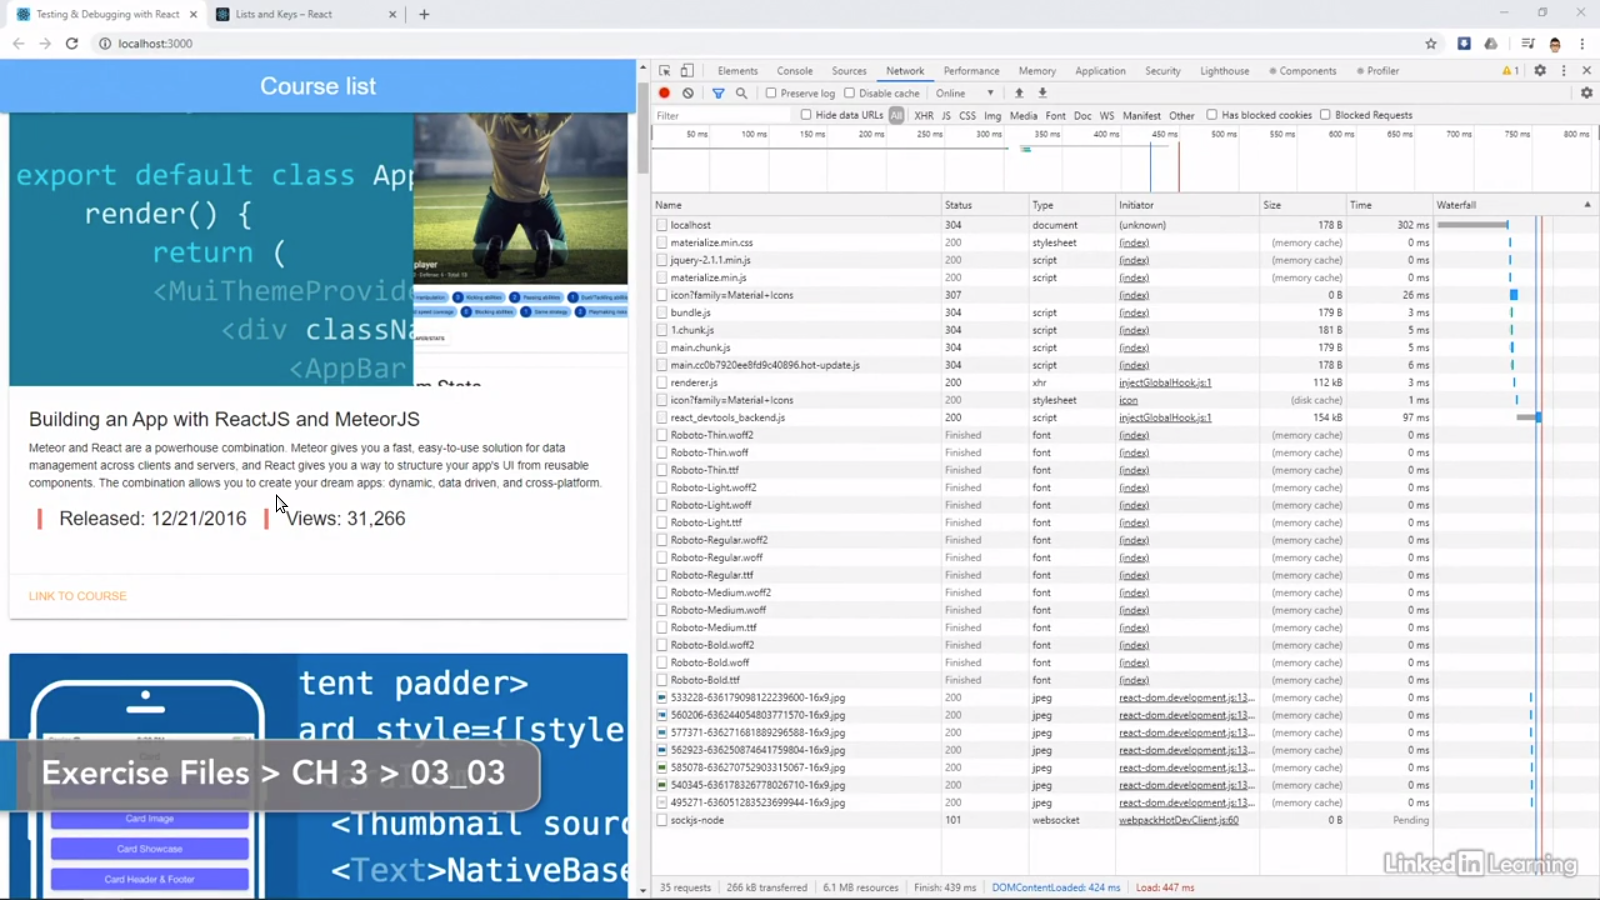 Testing & Debugging with React
Lists and Keys – React
localhost:3000
Course list
export default class App
render() {
return (
<MuiThemeProvide
<div classNa
<AppBar
player
Building an App with ReactJS and MeteorJS
Meteor and React are a powerhouse combination. Meteor gives you a fast, easy-to-use solution for data
management across clients and servers, and React gives you a way to structure your app's UI from reusable
components. The combination allows you to create your dream apps: dynamic, data driven, and cross-platform.
Released: 12/21/2016 Views: 31,266
LINK TO COURSE
tent padder>
ard style={[style
Exercise Files > CH 3 > 03_03
Card Image
Card Showcase
Card Header & Footer
<Thumbnail sourc
<Text>NativeBase
Elements Console Sources Network Performance Memory Application Security Lighthouse Components Profiler 1
Preserve log Disable cache Online
Filter Hide data URLs All XHR JS CSS Img Media Font Doc WS Manifest Other Has blocked cookies Blocked Requests
50 ms 100 ms 150 ms 200 ms 250 ms 300 ms 350 ms 400 ms 450 ms 500 ms 550 ms 600 ms 650 ms 700 ms 750 ms 800 ms
Name Status Type Initiator Size Time Waterfall
localhost 304 document (unknown) 178 B 302 ms
materialize.min.css 200 stylesheet (index) (memory cache) 0 ms
jquery-2.1.1.min.js 200 script (index) (memory cache) 0 ms
materialize.min.js 200 script (index) (memory cache) 0 ms
icon?family=Material+Icons 307 (index) 0 B 26 ms
bundle.js 304 script (index) 179 B 3 ms
1.chunk.js 304 script (index) 181 B 5 ms
main.chunk.js 304 script (index) 179 B 5 ms
main.cc0b7920ee8fd9c40896.hot-update.js 304 script (index) 178 B 6 ms
renderer.js 200 xhr injectGlobalHook.js:1 112 kB 3 ms
icon?family=Material+Icons 200 stylesheet icon (disk cache) 1 ms
react_devtools_backend.js 200 script injectGlobalHook.js:1 154 kB 97 ms
Roboto-Thin.woff2 Finished font (index) (memory cache) 0 ms
Roboto-Thin.woff Finished font (index) (memory cache) 0 ms
Roboto-Thin.ttf Finished font (index) (memory cache) 0 ms
Roboto-Light.woff2 Finished font (index) (memory cache) 0 ms
Roboto-Light.woff Finished font (index) (memory cache) 0 ms
Roboto-Light.ttf Finished font (index) (memory cache) 0 ms
Roboto-Regular.woff2 Finished font (index) (memory cache) 0 ms
Roboto-Regular.woff Finished font (index) (memory cache) 0 ms
Roboto-Regular.ttf Finished font (index) (memory cache) 0 ms
Roboto-Medium.woff2 Finished font (index) (memory cache) 0 ms
Roboto-Medium.woff Finished font (index) (memory cache) 0 ms
Roboto-Medium.ttf Finished font (index) (memory cache) 0 ms
Roboto-Bold.woff2 Finished font (index) (memory cache) 0 ms
Roboto-Bold.woff Finished font (index) (memory cache) 0 ms
Roboto-Bold.ttf Finished font (index) (memory cache) 0 ms
533228-636179098122239600-16x9.jpg 200 jpeg react-dom.development.js:13... (memory cache) 0 ms
560206-636244054803771570-16x9.jpg 200 jpeg react-dom.development.js:13... (memory cache) 0 ms
577371-636271681889296588-16x9.jpg 200 jpeg react-dom.development.js:13... (memory cache) 0 ms
562923-636250874641759804-16x9.jpg 200 jpeg react-dom.development.js:13... (memory cache) 0 ms
585078-636270752903315067-16x9.jpg 200 jpeg react-dom.development.js:13... (memory cache) 0 ms
540345-636178326778026710-16x9.jpg 200 jpeg react-dom.development.js:13... (memory cache) 0 ms
495271-636051283523699944-16x9.jpg 200 jpeg react-dom.development.js:13... (memory cache) 0 ms
sockjs-node 101 websocket webpackHotDevClient.js:60 0 B Pending
Linked in Learning
35 requests 266 kB transferred 6.1 MB resources Finish: 439 ms DOMContentLoaded: 424 ms Load: 447 ms